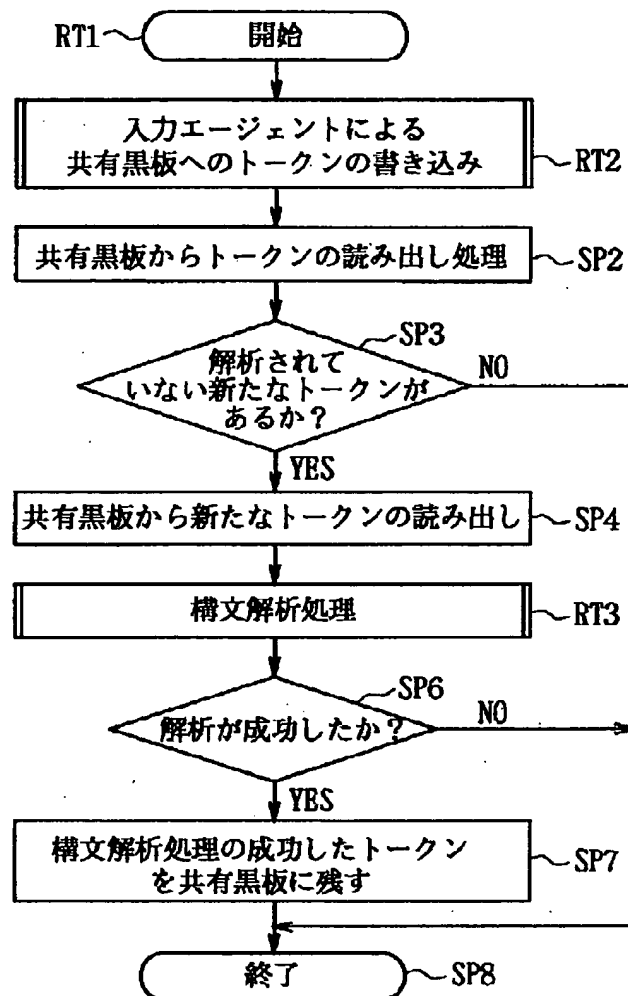 RT1
開始
入力エージェントによる
共有黒板へのトークンの書き込み
RT2
共有黒板からトークンの読み出し処理
SP2
SP3
解析されて
いない新たなトークンが
あるか?
NO
YES
共有黒板から新たなトークンの読み出し
SP4
構文解析処理
RT3
SP6
解析が成功したか?
NO
YES
構文解析処理の成功したトークン
を共有黒板に残す
SP7
終了
SP8